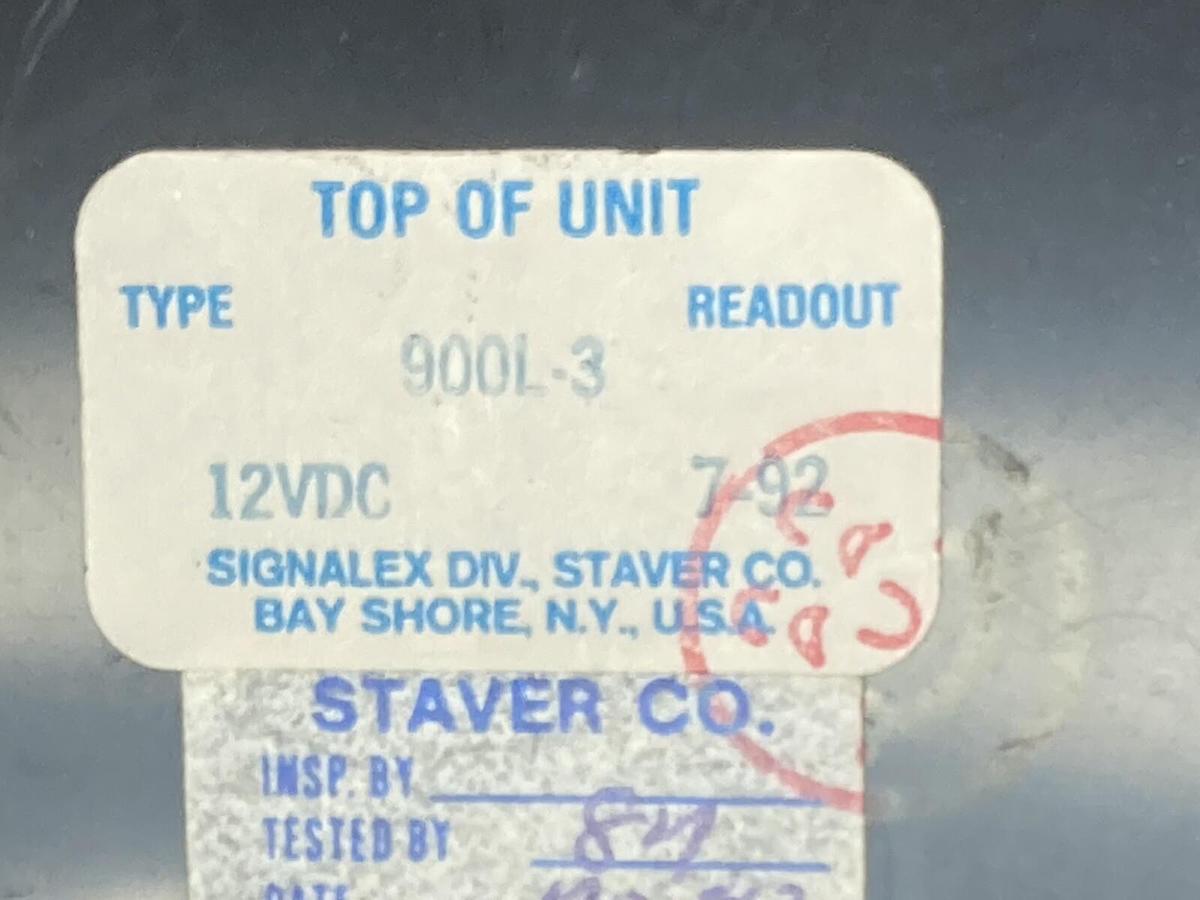 TOP OF UNIT
TYPE READOUT
900L-3
12VDC 7-92
SIGNALEX DIV., STAVER CO.
BAY SHORE, N.Y., U.S.A.
STAVER CO.
INSP. BY
TESTED BY
DATE